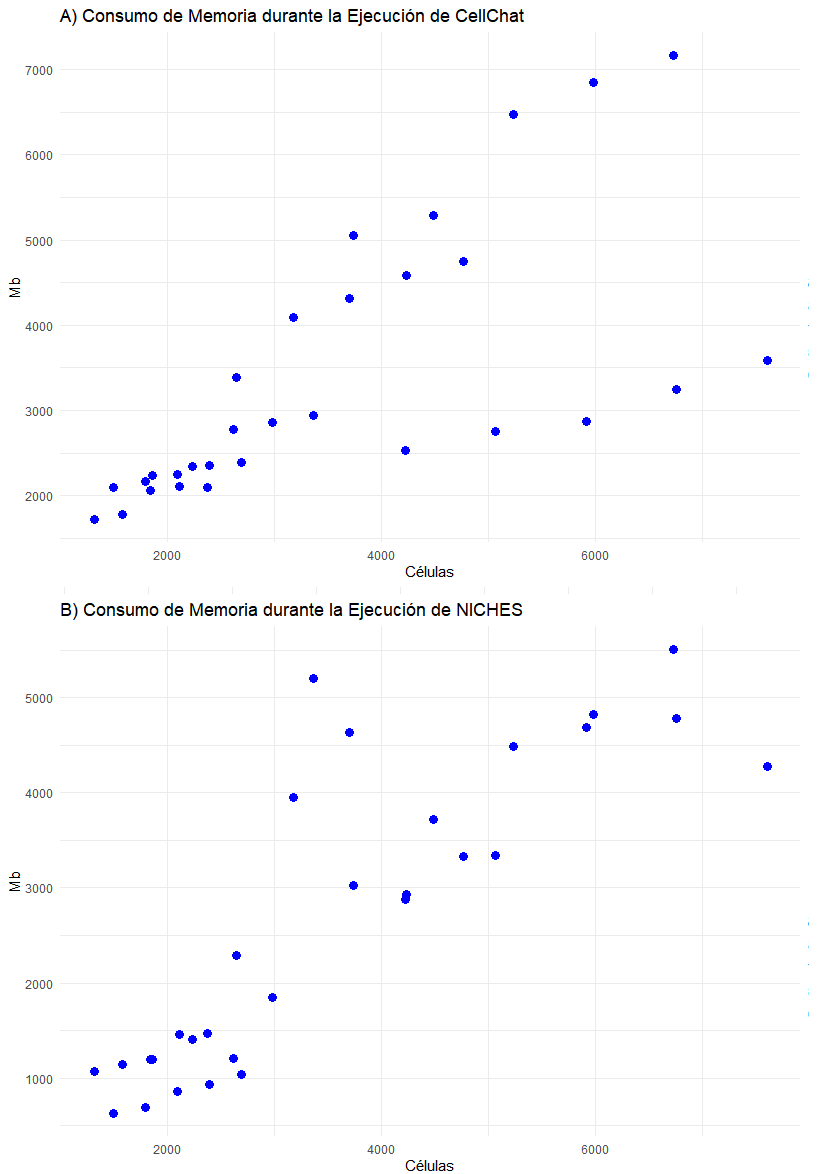 A) Consumo de Memoria durante la Ejecución de CellChat
7000
6000
5000
Mb
4000
3000
2000
2000 4000 6000
Células
B) Consumo de Memoria durante la Ejecución de NICHES
5000
4000
Mb
3000
2000
1000
2000 4000 6000
Células